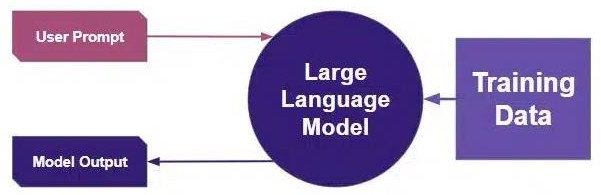 User Prompt
Large
Language
Model
Training
Data
Model Output